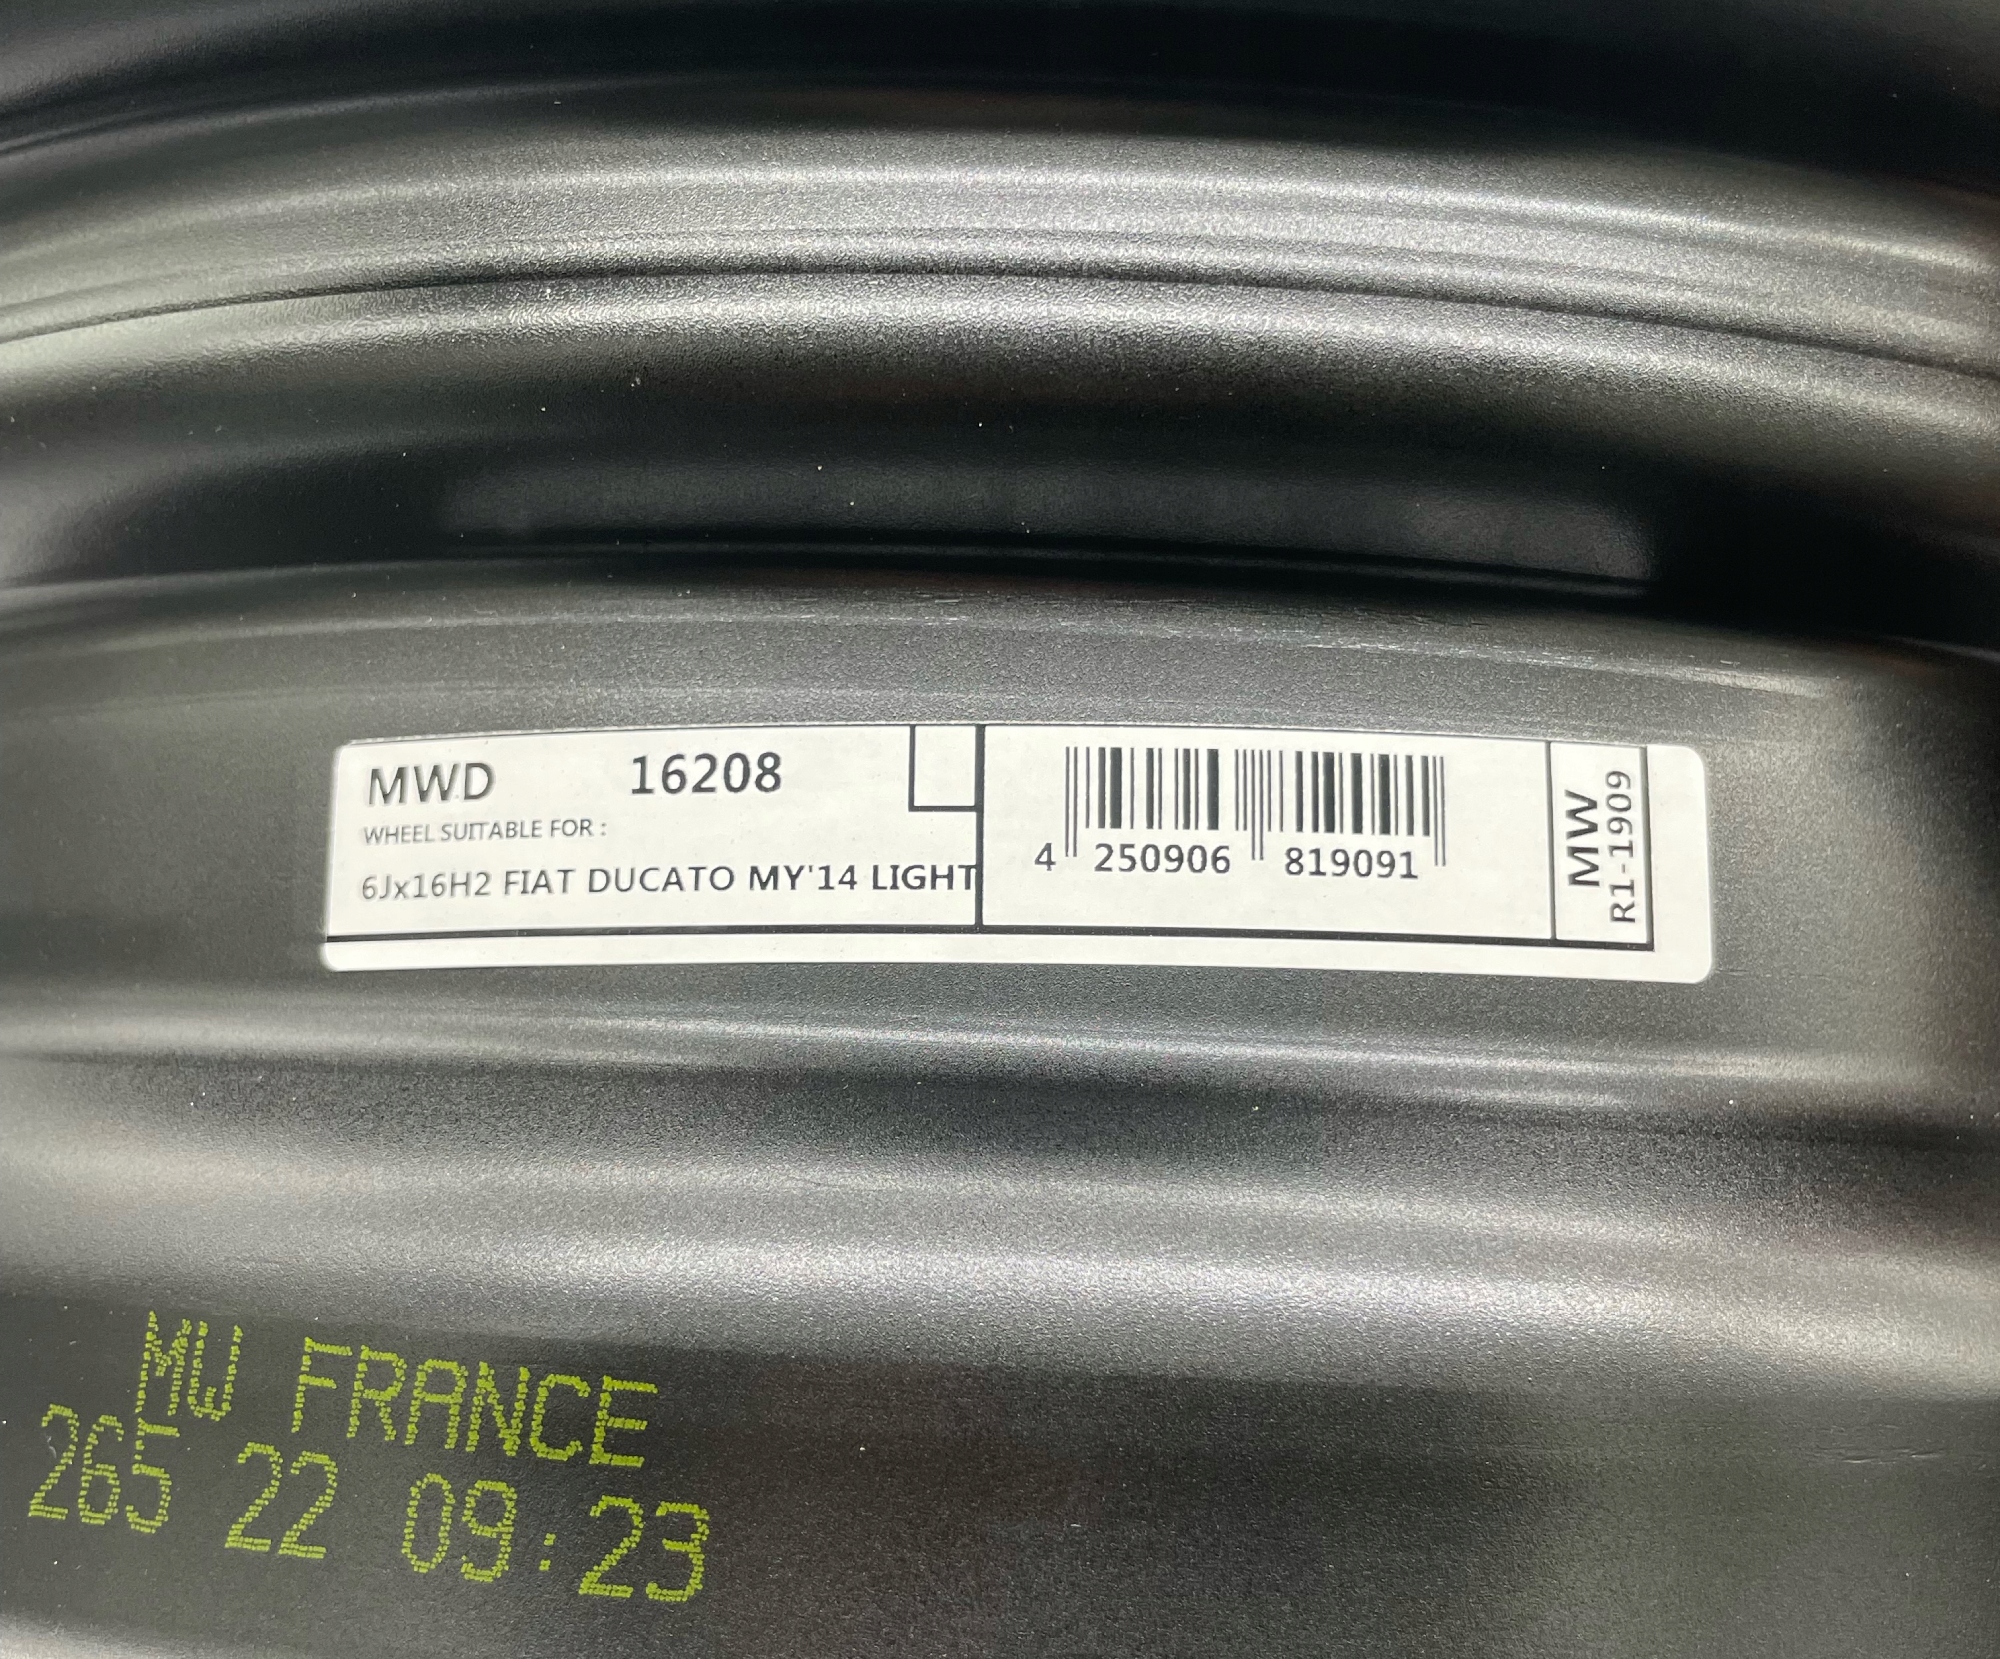 MWD 16208
WHEEL SUITABLE FOR :
6Jx16H2 FIAT DUCATO MY'14 LIGHT
4 250906 819091
MW
R1-1909
MW FRANCE
265 22 09:23